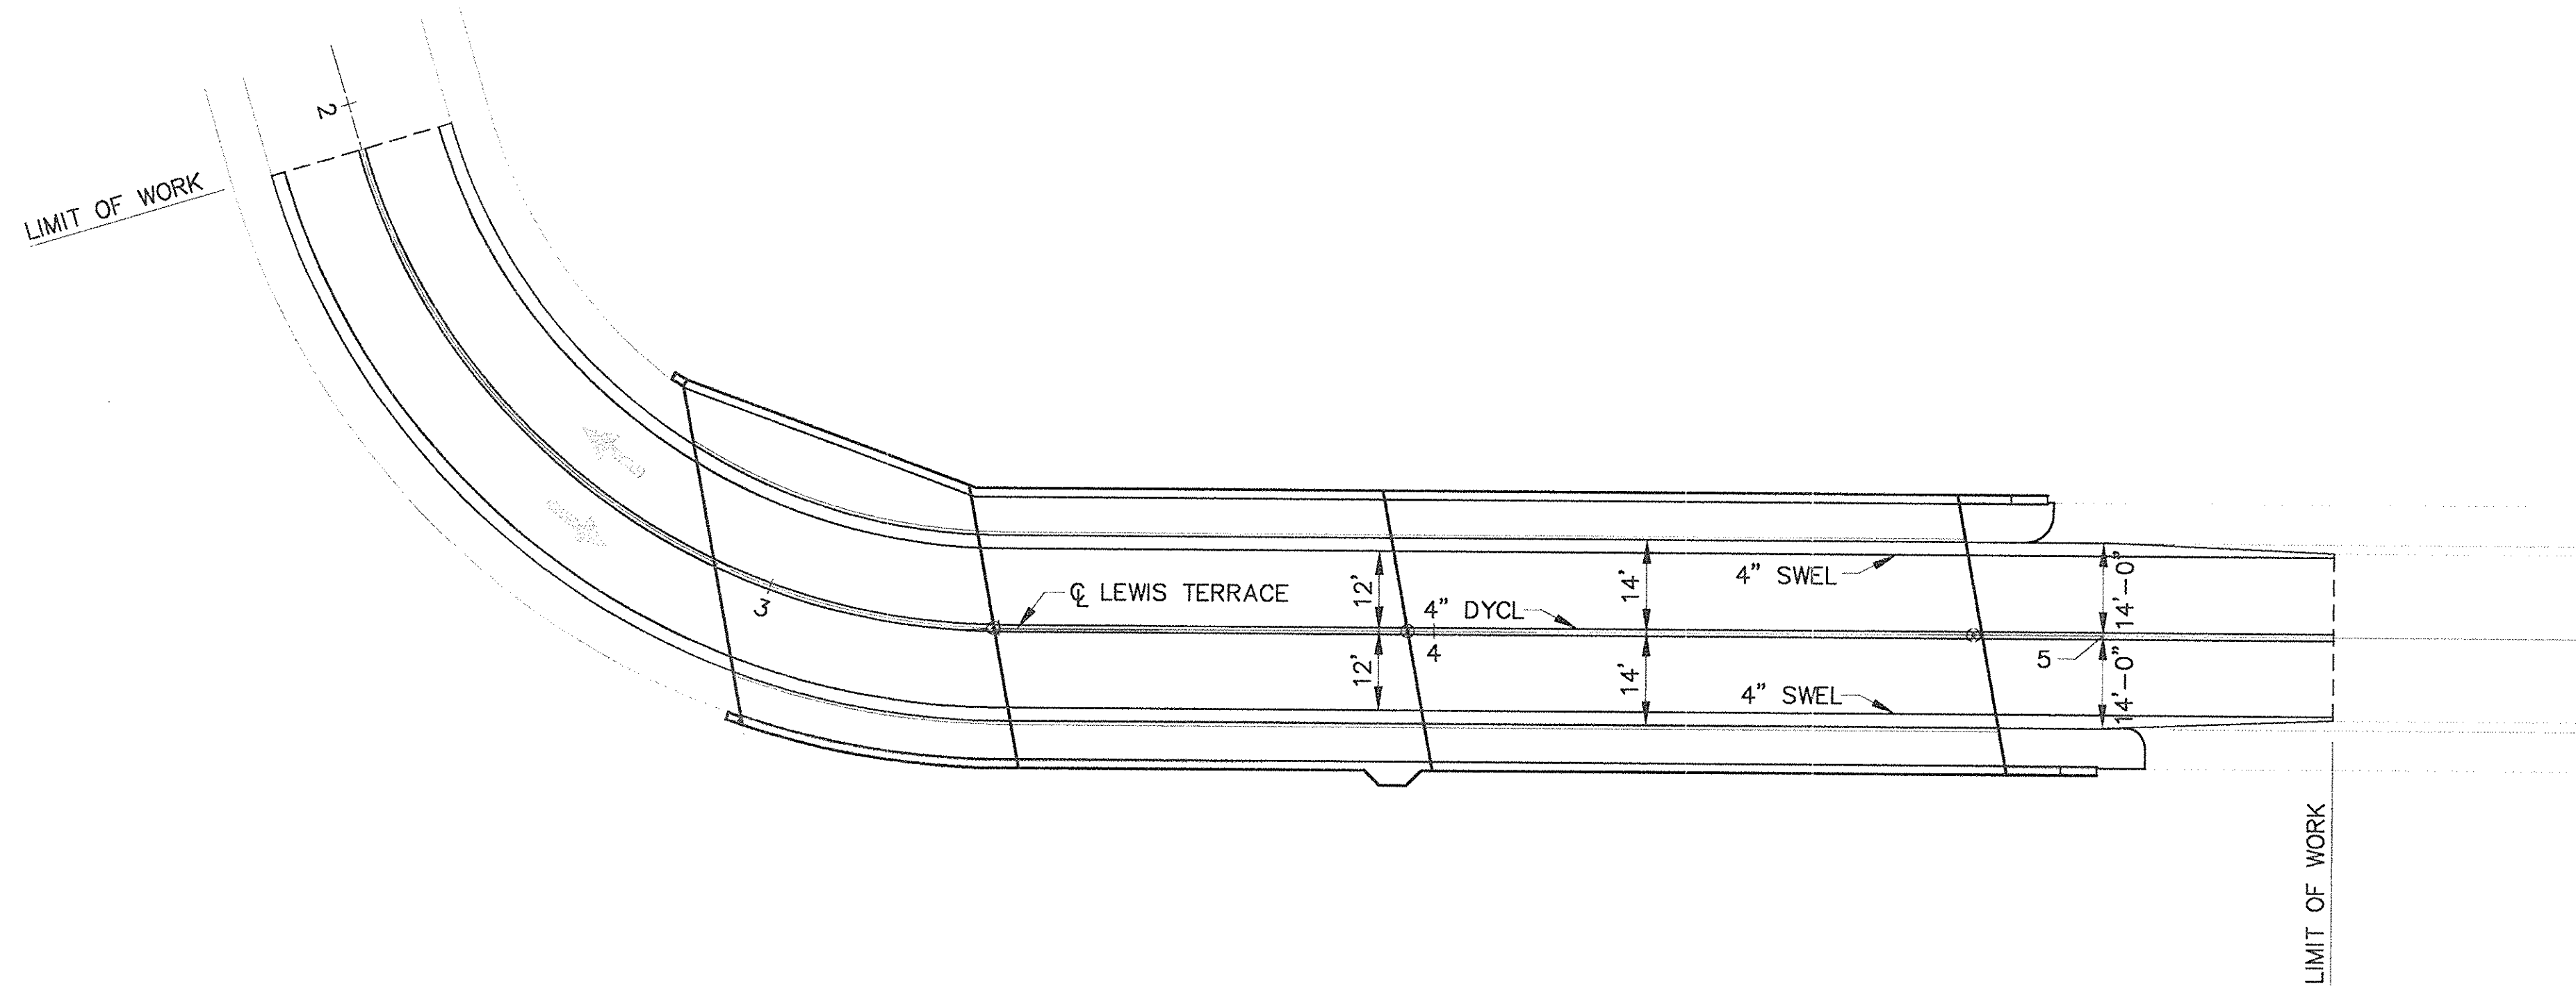 2
LIMIT OF WORK
3
℄ LEWIS TERRACE
12'
12'
4" DYCL
4
14'
14'
4" SWEL
4" SWEL
5
14'-0"
14'-0"
LIMIT OF WORK